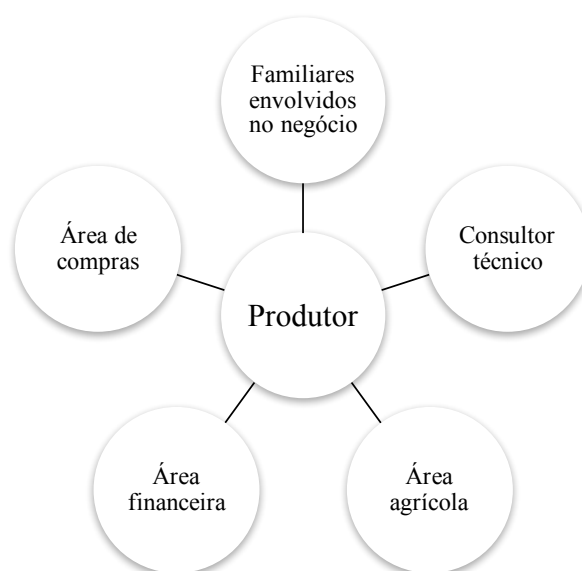 Familiares
envolvidos
no negócio
Área de
compras
Consultor
técnico
Produtor
Área
financeira
Área
agrícola